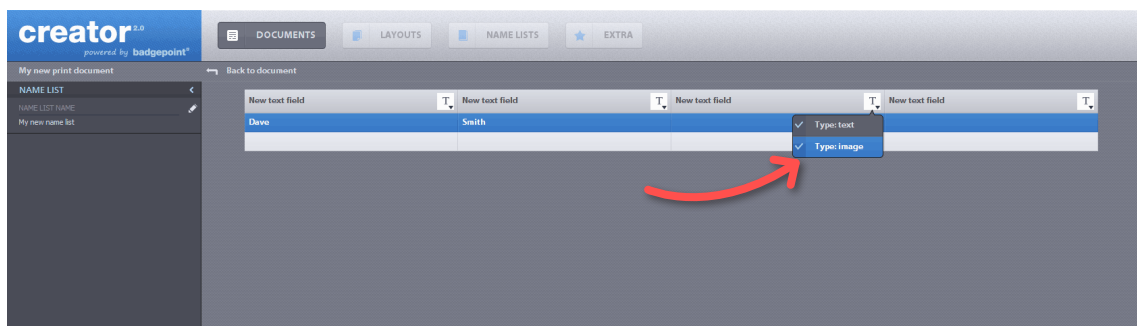 creator 2.0
powered by badgepoint®
DOCUMENTS
LAYOUTS
NAME LISTS
EXTRA
My new print document
Back to document
NAME LIST
NAME LIST NAME
My new name list
New text field T New text field T New text field T New text field T
Dave Smith
Type: text
Type: image